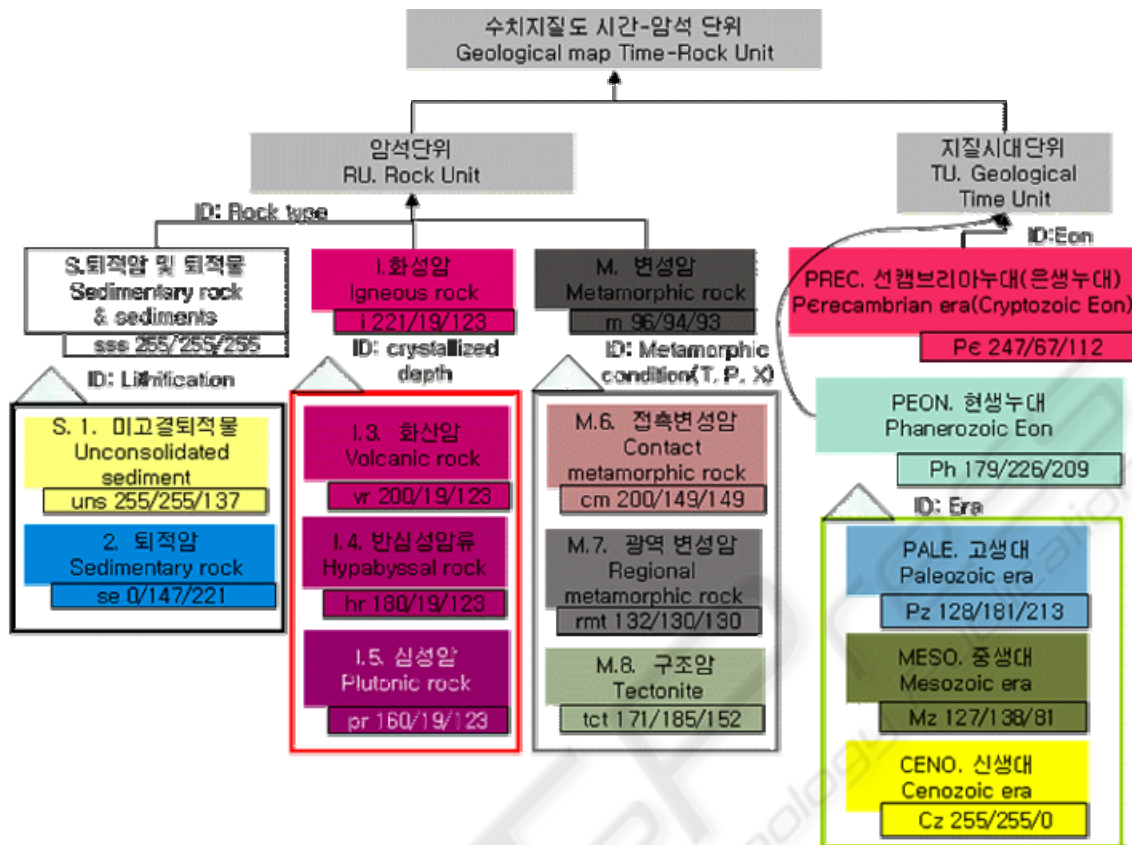 수치지질도 시간-암석 단위
Geological map Time-Rock Unit
암석단위
RU. Rock Unit
지질시대단위
TU. Geological
Time Unit
ID: Rock type
ID:Eon
S.퇴적암 및 퇴적물
Sedimentary rock
& sediments
sss 255/255/255
I.화성암
Igneous rock
i 221/19/123
M. 변성암
Metamorphic rock
m 96/94/93
PREC. 선캠브리아누대(은생누대)
Pєrecambrian era(Cryptozoic Eon)
Pє 247/67/112
ID: Lithification
ID: crystallized
depth
ID: Metamorphic
condition(T, P, X)
S. 1. 미고결퇴적물
Unconsolidated
sediment
uns 255/255/137
2. 퇴적암
Sedimentary rock
se 0/147/221
I.3. 화산암
Volcanic rock
vr 200/19/123
I.4. 반심성암류
Hypabyssal rock
hr 180/19/123
I.5. 심성암
Plutonic rock
pr 160/19/123
M.6. 접촉변성암
Contact
metamorphic rock
cm 200/149/149
M.7. 광역 변성암
Regional
metamorphic rock
rmt 132/130/130
M.8. 구조암
Tectonite
tct 171/185/152
PEON. 현생누대
Phanerozoic Eon
Ph 179/226/209
ID: Era
PALE. 고생대
Paleozoic era
Pz 128/181/213
MESO. 중생대
Mesozoic era
Mz 127/138/81
CENO. 신생대
Cenozoic era
Cz 255/255/0